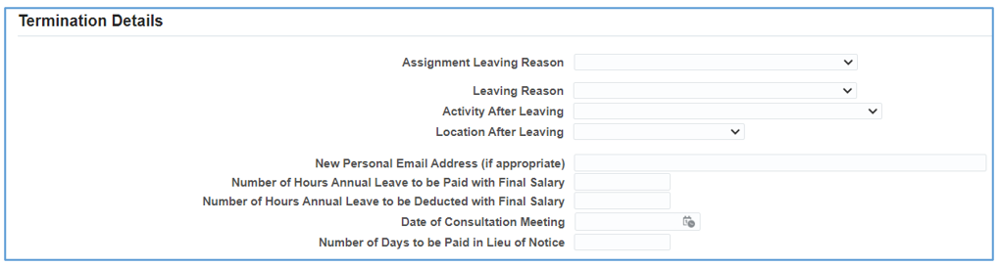 Termination Details
Assignment Leaving Reason
Leaving Reason
Activity After Leaving
Location After Leaving
New Personal Email Address (if appropriate)
Number of Hours Annual Leave to be Paid with Final Salary
Number of Hours Annual Leave to be Deducted with Final Salary
Date of Consultation Meeting
Number of Days to be Paid in Lieu of Notice